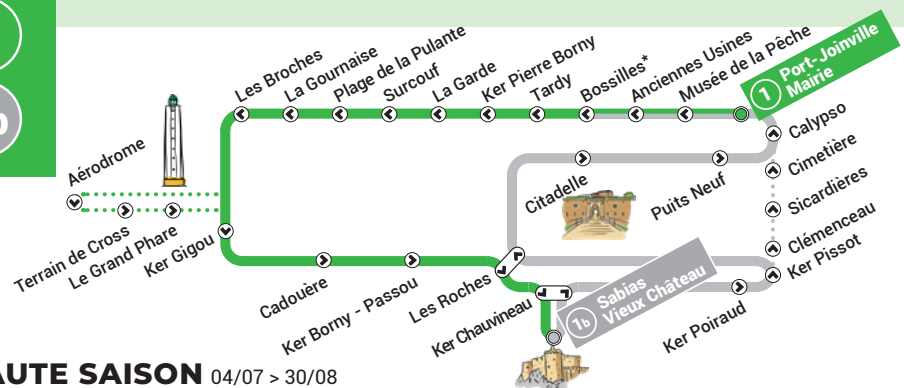 Les Broches
La Gournaise
Plage de la Pulante
Surcouf
La Garde
Ker Pierre Borny
Tardy
Bossilles*
Anciennes Usines
Musée de la Pêche
1 Port-Joinville
Mairie
Calypso
Cimetière
Sicardières
Clémenceau
Ker Pissot
Aérodrome
Terrain de Cross
Le Grand Phare
Ker Gigou
Citadelle
Puits Neuf
Cadouère
Ker Borny - Passou
Les Roches
Ker Chauvineau
1b Sabias
Vieux Château
Ker Poiraud
AUTE SAISON 04/07 > 30/08